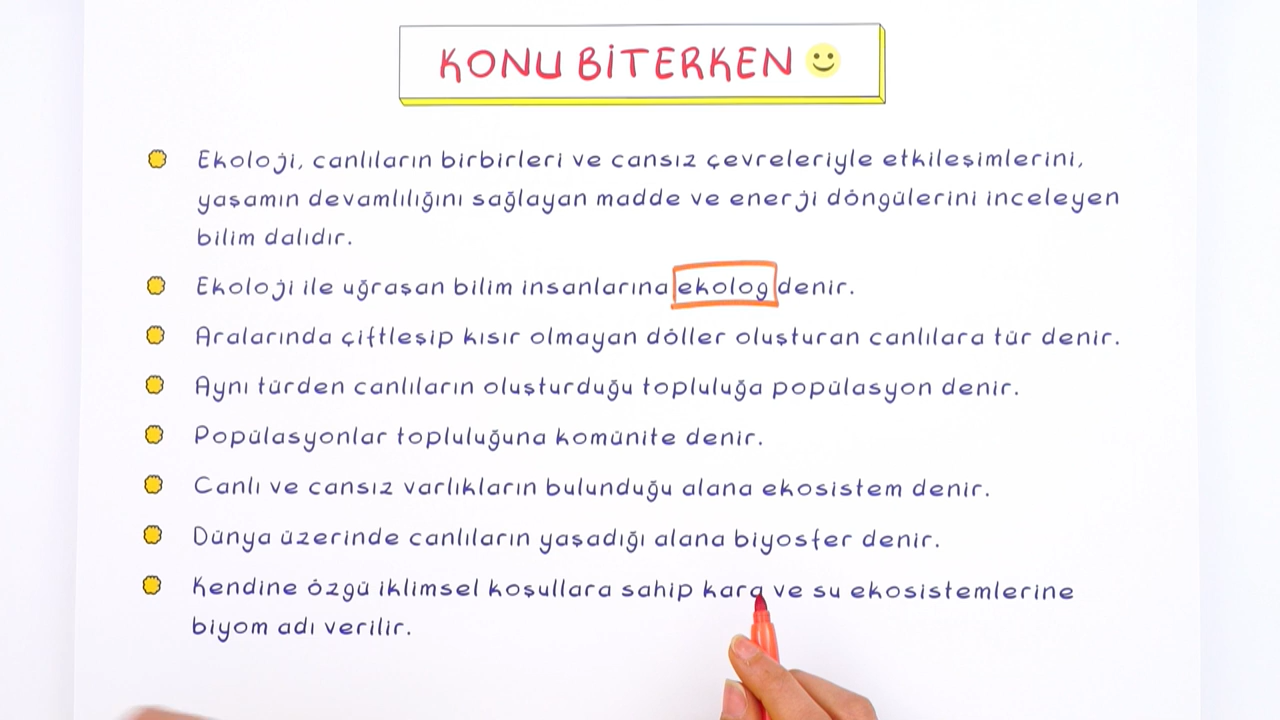 KONU BİTERKEN
Ekoloji, canlıların birbirleri ve cansız çevreleriyle etkileşimlerini,
yaşamın devamlılığını sağlayan madde ve enerji döngülerini inceleyen
bilim dalıdır.
Ekoloji ile uğraşan bilim insanlarına ekolog denir.
Aralarında çiftleşip kısır olmayan döller oluşturan canlılara tür denir.
Aynı türden canlıların oluşturduğu topluluğa popülasyon denir.
Popülasyonlar topluluğuna komünite denir.
Canlı ve cansız varlıkların bulunduğu alana ekosistem denir.
Dünya üzerinde canlıların yaşadığı alana biyosfer denir.
Kendine özgü iklimsel koşullara sahip kara ve su ekosistemlerine
biyom adı verilir.